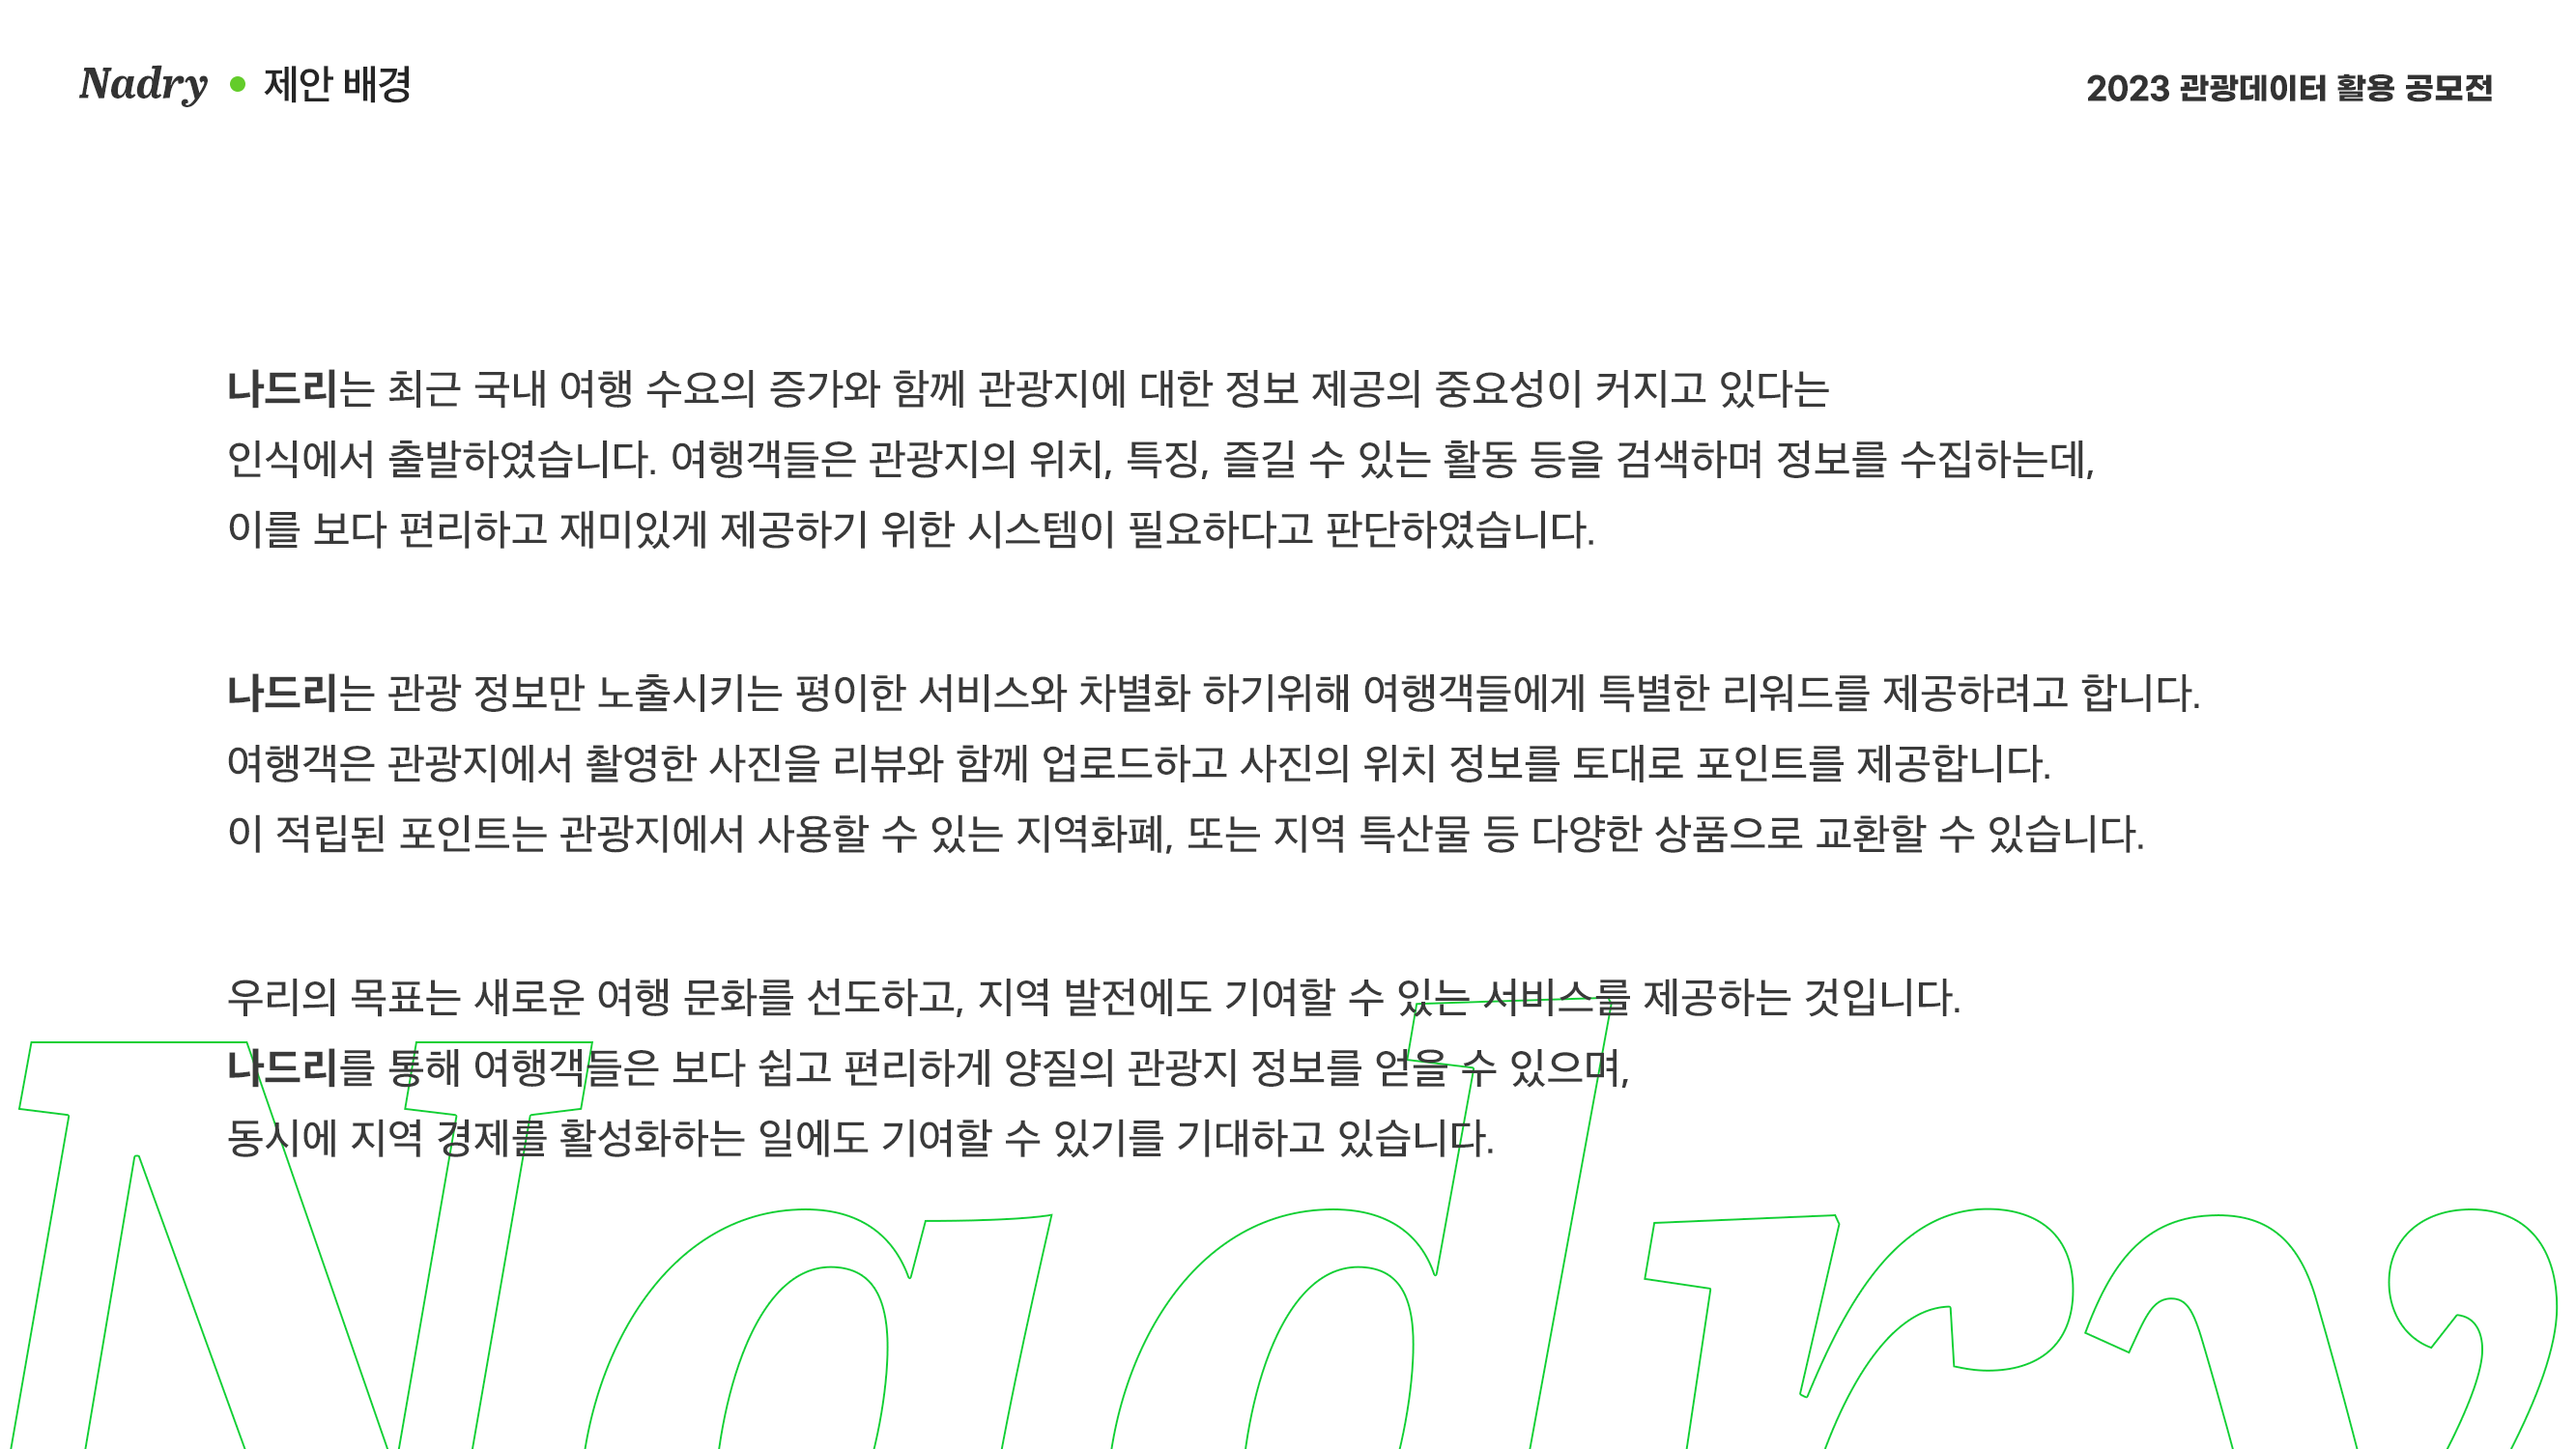 Nadry • 제안 배경
2023 관광데이터 활용 공모전
나드리는 최근 국내 여행 수요의 증가와 함께 관광지에 대한 정보 제공의 중요성이 커지고 있다는
인식에서 출발하였습니다. 여행객들은 관광지의 위치, 특징, 즐길 수 있는 활동 등을 검색하며 정보를 수집하는데,
이를 보다 편리하고 재미있게 제공하기 위한 시스템이 필요하다고 판단하였습니다.
나드리는 관광 정보만 노출시키는 평이한 서비스와 차별화 하기위해 여행객들에게 특별한 리워드를 제공하려고 합니다.
여행객은 관광지에서 촬영한 사진을 리뷰와 함께 업로드하고 사진의 위치 정보를 토대로 포인트를 제공합니다.
이 적립된 포인트는 관광지에서 사용할 수 있는 지역화폐, 또는 지역 특산물 등 다양한 상품으로 교환할 수 있습니다.
우리의 목표는 새로운 여행 문화를 선도하고, 지역 발전에도 기여할 수 있는 서비스를 제공하는 것입니다.
나드리를 통해 여행객들은 보다 쉽고 편리하게 양질의 관광지 정보를 얻을 수 있으며,
동시에 지역 경제를 활성화하는 일에도 기여할 수 있기를 기대하고 있습니다.
Nadry